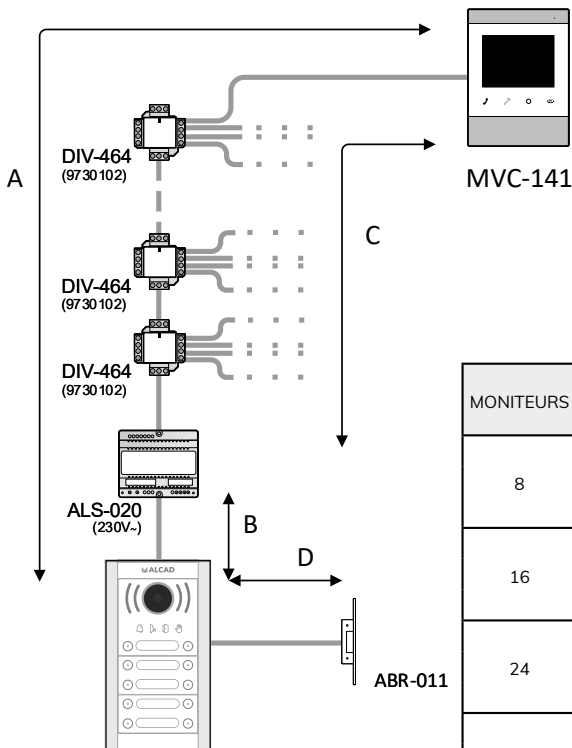 A
DIV-464
(9730102)
MVC-141
C
DIV-464
(9730102)
DIV-464
(9730102)
MONITEURS
8
16
24
ALS-020
(230V~)
B
D
ALCAD
ABR-011